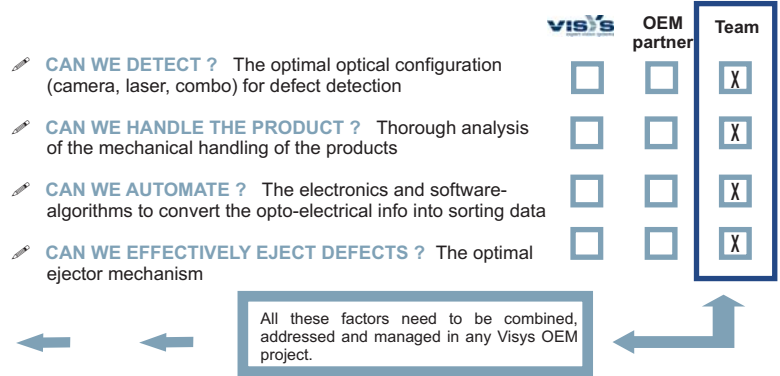 VISYS
expert vision systems
OEM
partner
Team
CAN WE DETECT ? The optimal optical configuration
(camera, laser, combo) for defect detection
X
CAN WE HANDLE THE PRODUCT ? Thorough analysis
of the mechanical handling of the products
X
CAN WE AUTOMATE ? The electronics and software-
algorithms to convert the opto-electrical info into sorting data
X
CAN WE EFFECTIVELY EJECT DEFECTS ? The optimal
ejector mechanism
X
All these factors need to be combined,
addressed and managed in any Visys OEM
project.